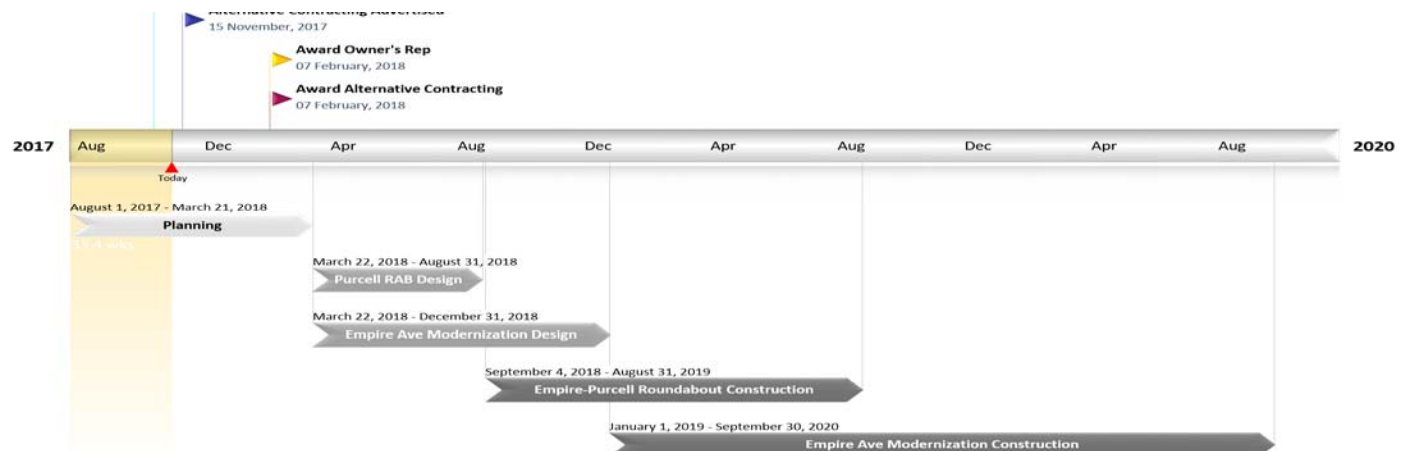 Alternative Contracting Advertised
15 November, 2017
Award Owner's Rep
07 February, 2018
Award Alternative Contracting
07 February, 2018
2017 Aug Dec Apr Aug Dec Apr Aug Dec Apr Aug 2020
Today
August 1, 2017 - March 21, 2018
Planning
March 22, 2018 - August 31, 2018
Purcell RAB Design
March 22, 2018 - December 31, 2018
Empire Ave Modernization Design
September 4, 2018 - August 31, 2019
Empire-Purcell Roundabout Construction
January 1, 2019 - September 30, 2020
Empire Ave Modernization Construction